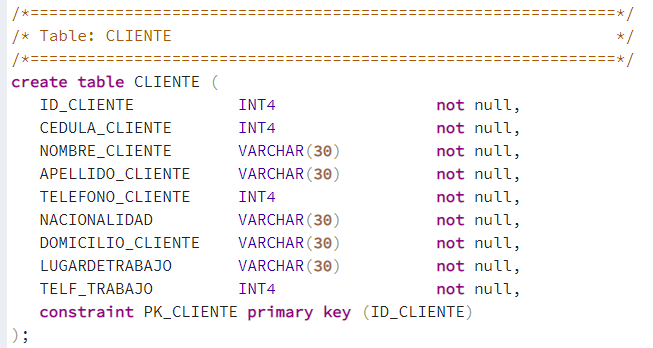 /*==============================================================*/
/* Table: CLIENTE                                               */
/*==============================================================*/
create table CLIENTE (
   ID_CLIENTE           INT4                 not null,
   CEDULA_CLIENTE       INT4                 not null,
   NOMBRE_CLIENTE       VARCHAR(30)          not null,
   APELLIDO_CLIENTE     VARCHAR(30)          not null,
   TELEFONO_CLIENTE     INT4                 not null,
   NACIONALIDAD         VARCHAR(30)          not null,
   DOMICILIO_CLIENTE    VARCHAR(30)          not null,
   LUGARDETRABAJO       VARCHAR(30)          not null,
   TELF_TRABAJO         INT4                 not null,
   constraint PK_CLIENTE primary key (ID_CLIENTE)
);